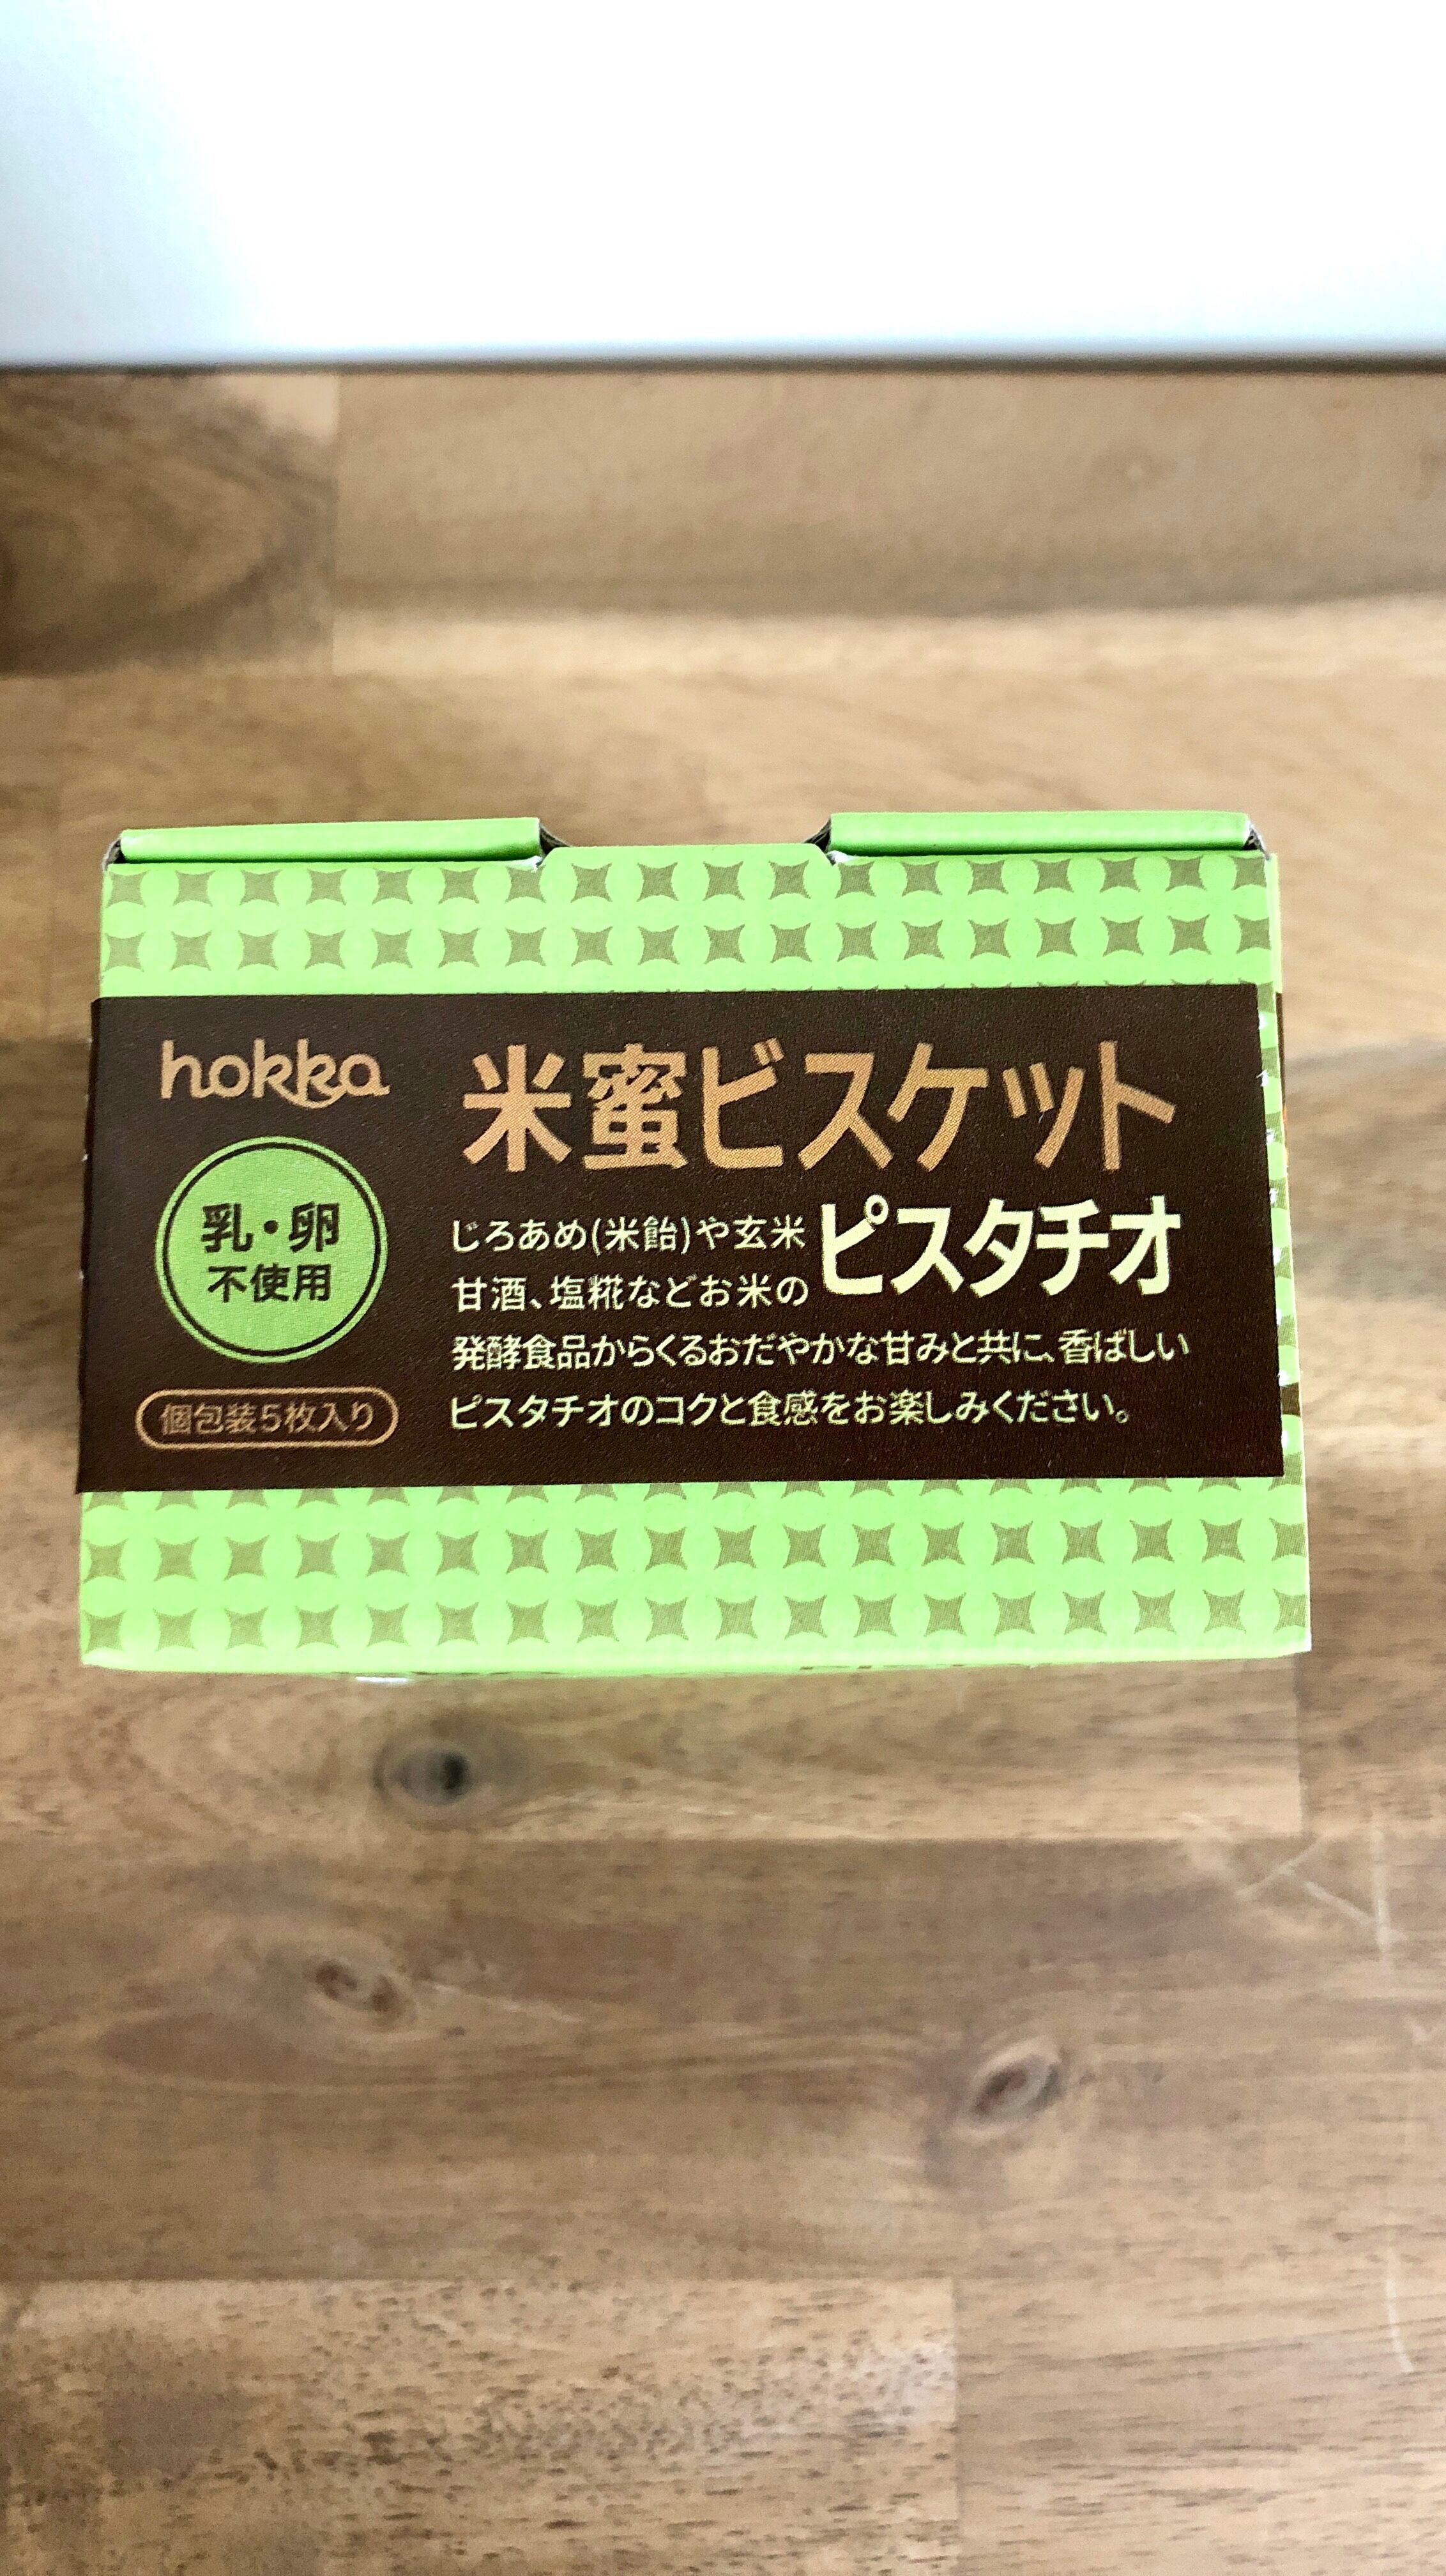 hokka
米蜜ビスケット
ピスタチオ
乳・卵
不使用
個包装5枚入り
じろあめ(米飴)や玄米
甘酒、塩糀などお米の
発酵食品からくるおだやかな甘みと共に、香ばしい
ピスタチオのコクと食感をお楽しみください。